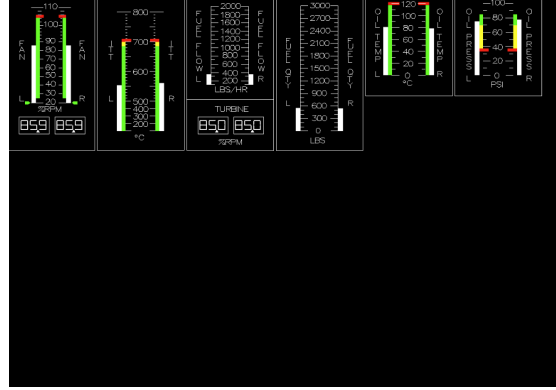 110
100
90
80
70
60
50
40
30
20
FAN
FAN
L
R
%RPM
85.9 85.9
800
700
600
500
400
300
200
ITT
ITT
L
R
°C
2000
1800
1600
1400
1200
1000
800
600
400
200
FUEL FLOW
FUEL FLOW
L
R
LBS/HR
TURBINE
85.0 85.0
%RPM
3000
2700
2400
2100
1800
1500
1200
900
600
300
0
FUEL QTY
FUEL QTY
L
R
LBS
120
100
80
60
40
20
0
OIL TEMP
OIL TEMP
L
R
°C
100
80
60
40
20
0
OIL PRESS
OIL PRESS
L
R
PSI